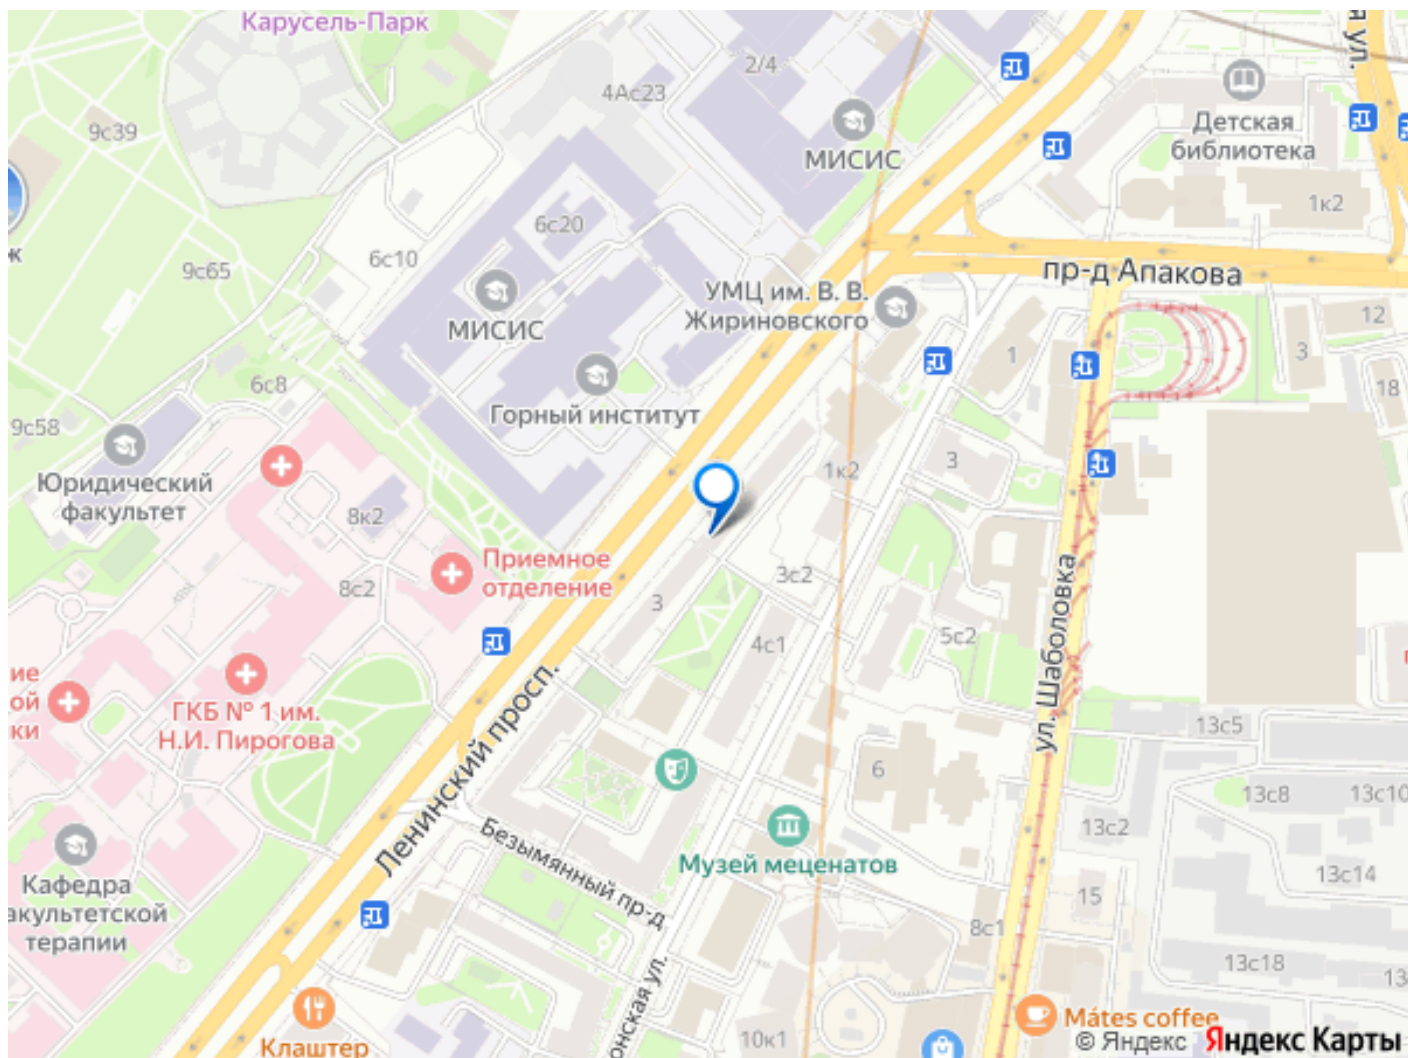 Карусель-Парк
2/4
4Ас23
9с39
МИСИС
Детская
библиотека
1к2
6с20
6с10
9с65
пр-д Апакова
УМЦ им. В. В.
Жириновского
МИСИС
12
1
3
18
6с8
Горный институт
9с58
Юридический
факультет
1к2
3
8к2
Приемное
отделение
8с2
3с2
3
4с1
5с2
ул. Шаболовка
ГКБ № 1 им.
Н.И. Пирогова
Ленинский просп.
13с5
6
13с8
13с10
13с2
Безымянный пр-д
Музей меценатов
13с14
Кафедра
акультетской
терапии
15
8с1
13с18
онская ул.
10к1
Клаштер
Mátes coffee
© Яндекс Яндекс Карты